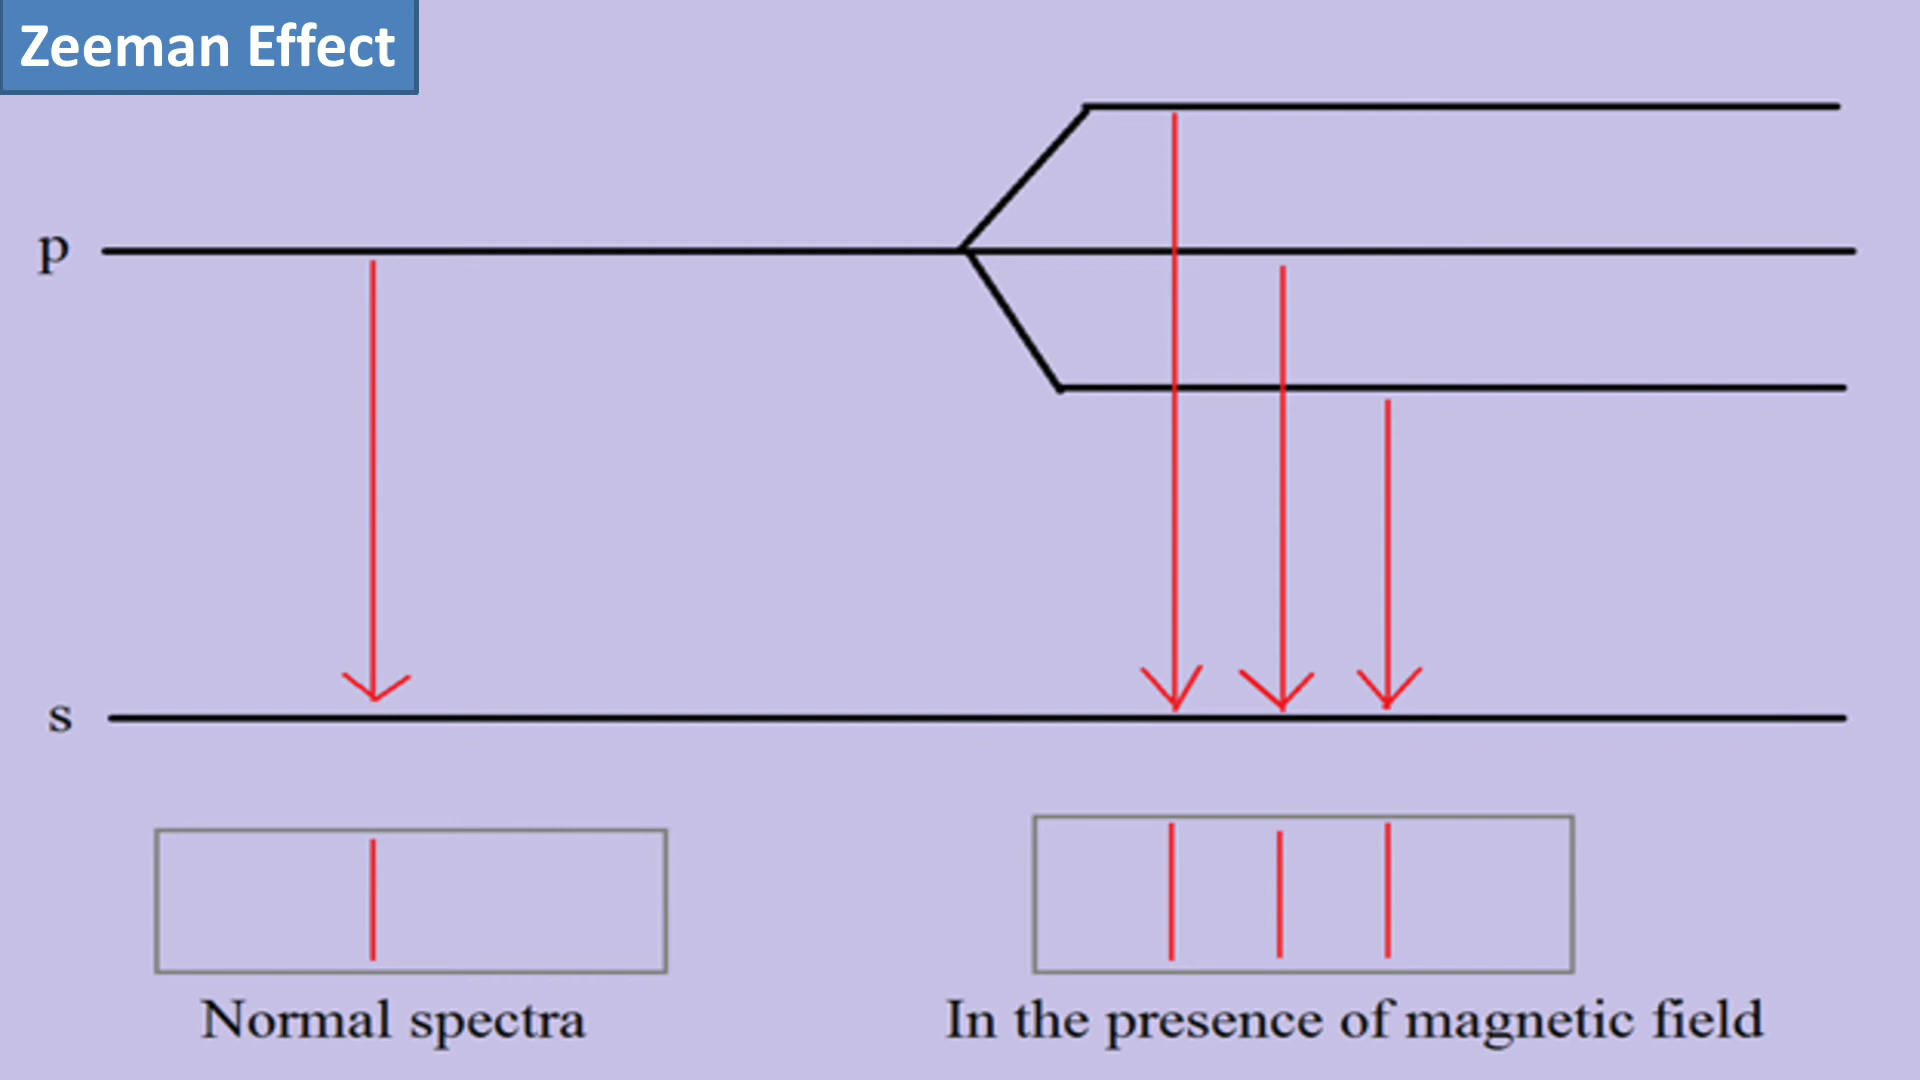 Zeeman Effect
p
s
Normal spectra
In the presence of magnetic field